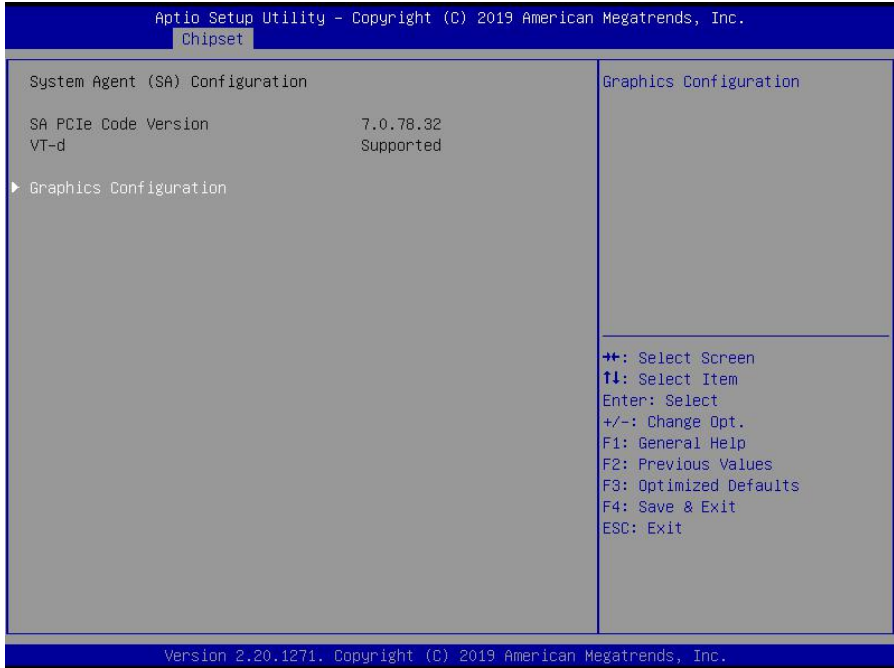 Aptio Setup Utility – Copyright (C) 2019 American Megatrends, Inc.
Chipset
System Agent (SA) Configuration
SA PCIe Code Version 7.0.78.32
VT-d Supported
Graphics Configuration
Graphics Configuration
→←: Select Screen
↑↓: Select Item
Enter: Select
+/-: Change Opt.
F1: General Help
F2: Previous Values
F3: Optimized Defaults
F4: Save & Exit
ESC: Exit
Version 2.20.1271. Copyright (C) 2019 American Megatrends, Inc.